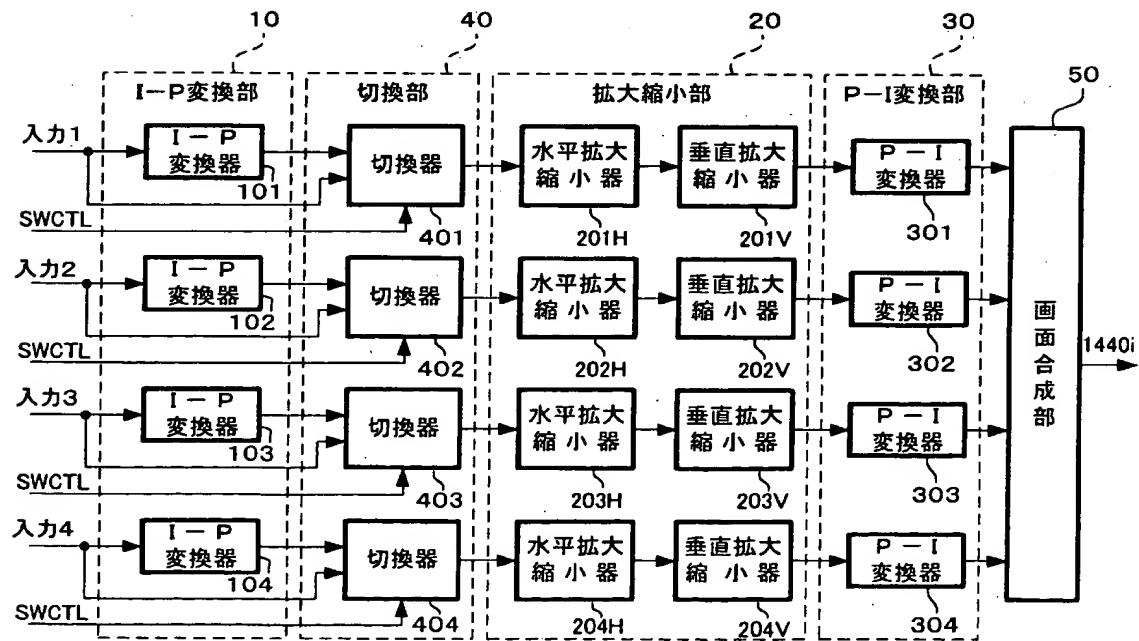 10
40
20
30
50
I-P変換部
切換部
拡大縮小部
P-I変換部
入力1
I-P
変換器
101
切換器
401
水平拡大
縮小器
201H
垂直拡大
縮小器
201V
P-I
変換器
301
SWCTL
入力2
I-P
変換器
102
切換器
402
水平拡大
縮小器
202H
垂直拡大
縮小器
202V
P-I
変換器
302
SWCTL
画面合成部
1440i
入力3
I-P
変換器
103
切換器
403
水平拡大
縮小器
203H
垂直拡大
縮小器
203V
P-I
変換器
303
SWCTL
入力4
I-P
変換器
104
切換器
404
水平拡大
縮小器
204H
垂直拡大
縮小器
204V
P-I
変換器
304
SWCTL